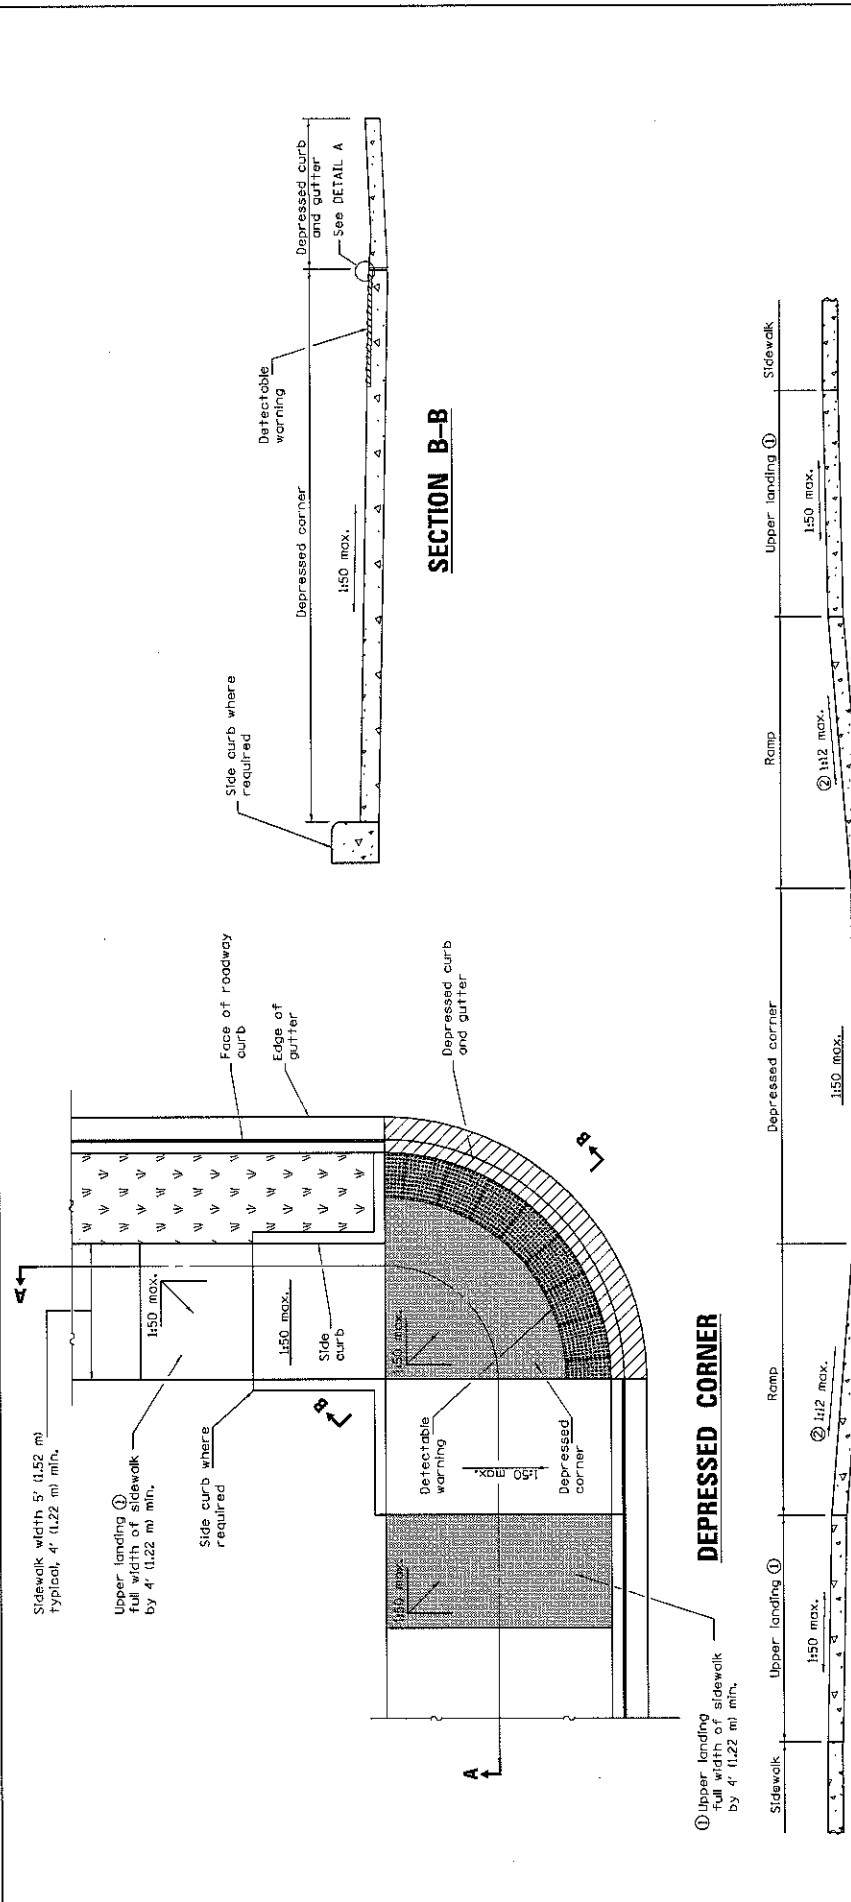 Sidewalk width 5' (1.52 m)
typical, 4' (1.22 m) min.
Upper landing ①
full width of sidewalk
by 4' (1.22 m) min.
Side curb where
required
A
1:50 max.
1:50 max.
Side
curb
B
Face of roadway
curb
Edge of
gutter
Depressed curb
and gutter
B
1:50 max.
Detectable
warning
1:50
max.
Depressed
corner
1:50 max.
A
① Upper landing
full width of sidewalk
by 4' (1.22 m) min.
DEPRESSED CORNER
Side curb where
required
Depressed corner
1:50 max.
Detectable
warning
Depressed curb
and gutter
See DETAIL A
SECTION B-B
Sidewalk
Upper landing ①
Ramp
Depressed corner
Ramp
Upper landing ①
Sidewalk
1:50 max.
② 1:12 max.
1:50 max.
② 1:12 max.
1:50 max.